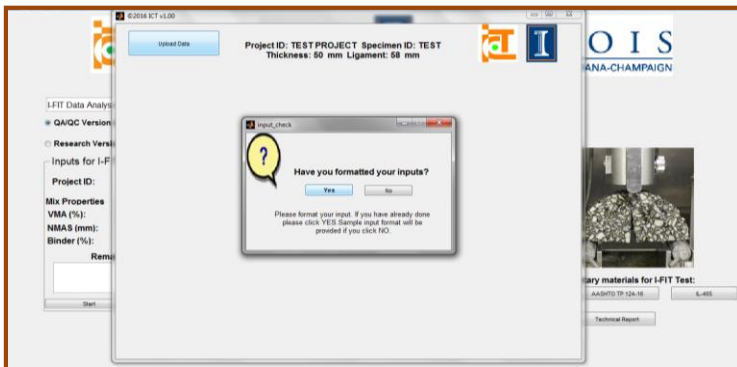 ©2016 ICT v1.00
Upload Data
Project ID: TEST PROJECT Specimen ID: TEST
Thickness: 50 mm Ligament: 58 mm
O I S
ANA-CHAMPAIGN
I-FIT Data Analys
QA/QC Version
Research Versi
Inputs for I-F
Project ID:
Mix Properties
VMA (%):
NMAS (mm):
Binder (%):
Rema
Start
input_check
?
Have you formatted your inputs?
Yes
No
Please format your input. If you have already done
please click YES.Sample input format will be
provided if you click NO.
tary materials for I-FIT Test:
AASHTO TP 124-16
IL-405
Technical Report